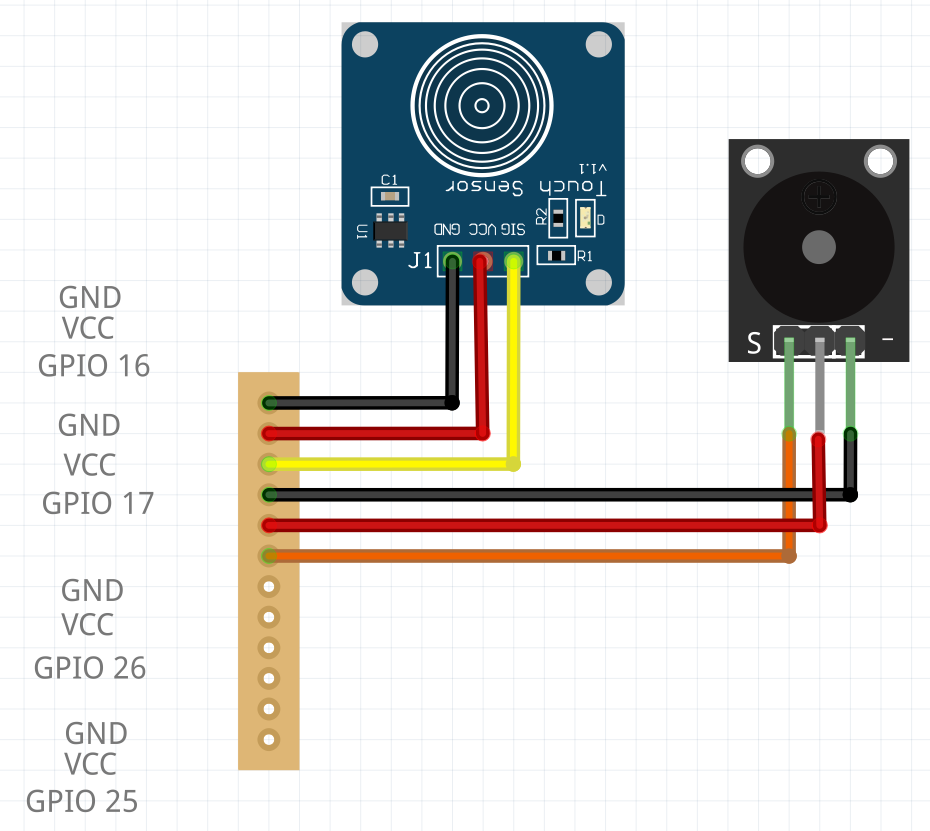 C1
U1
Sensor Touch
v1.1
R2
D
GND VCC SIG
J1
R1
S
−
GND
VCC
GPIO 16
GND
VCC
GPIO 17
GND
VCC
GPIO 26
GND
VCC
GPIO 25